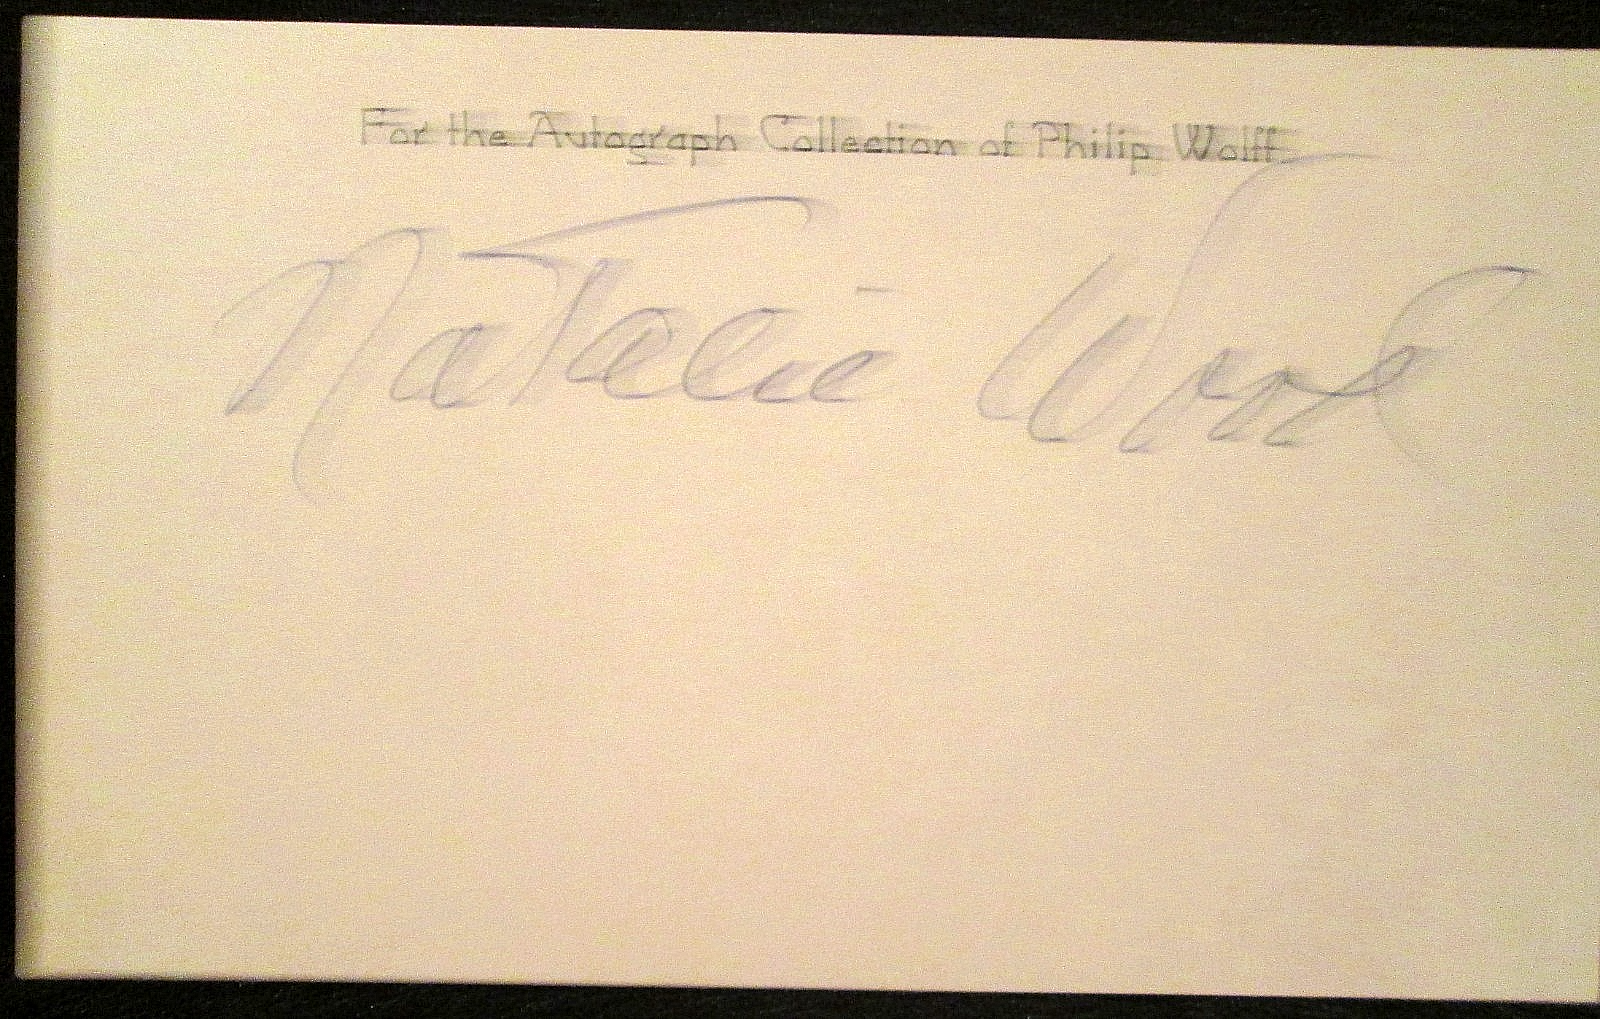 For the Autograph Collection of Philip Wolff
Natalie Wood